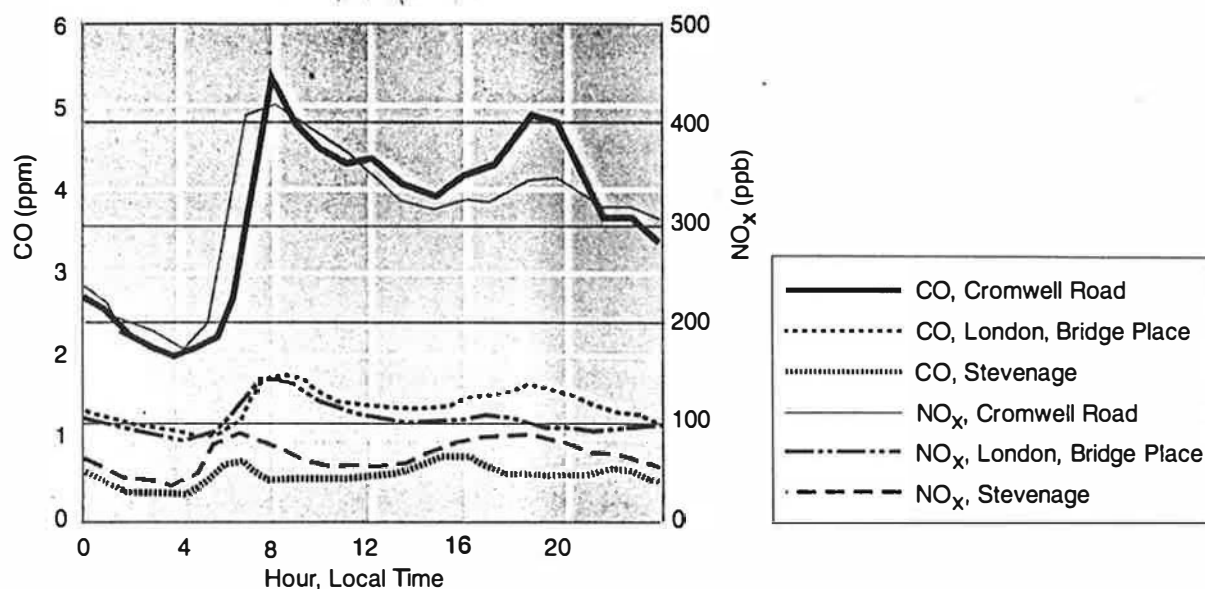 6
5
4
3
2
1
0
CO (ppm)
500
400
300
200
100
0
NOX (ppb)
0 4 8 12 16 20
Hour, Local Time
CO, Cromwell Road
CO, London, Bridge Place
CO, Stevenage
NOX, Cromwell Road
NOX, London, Bridge Place
NOX, Stevenage